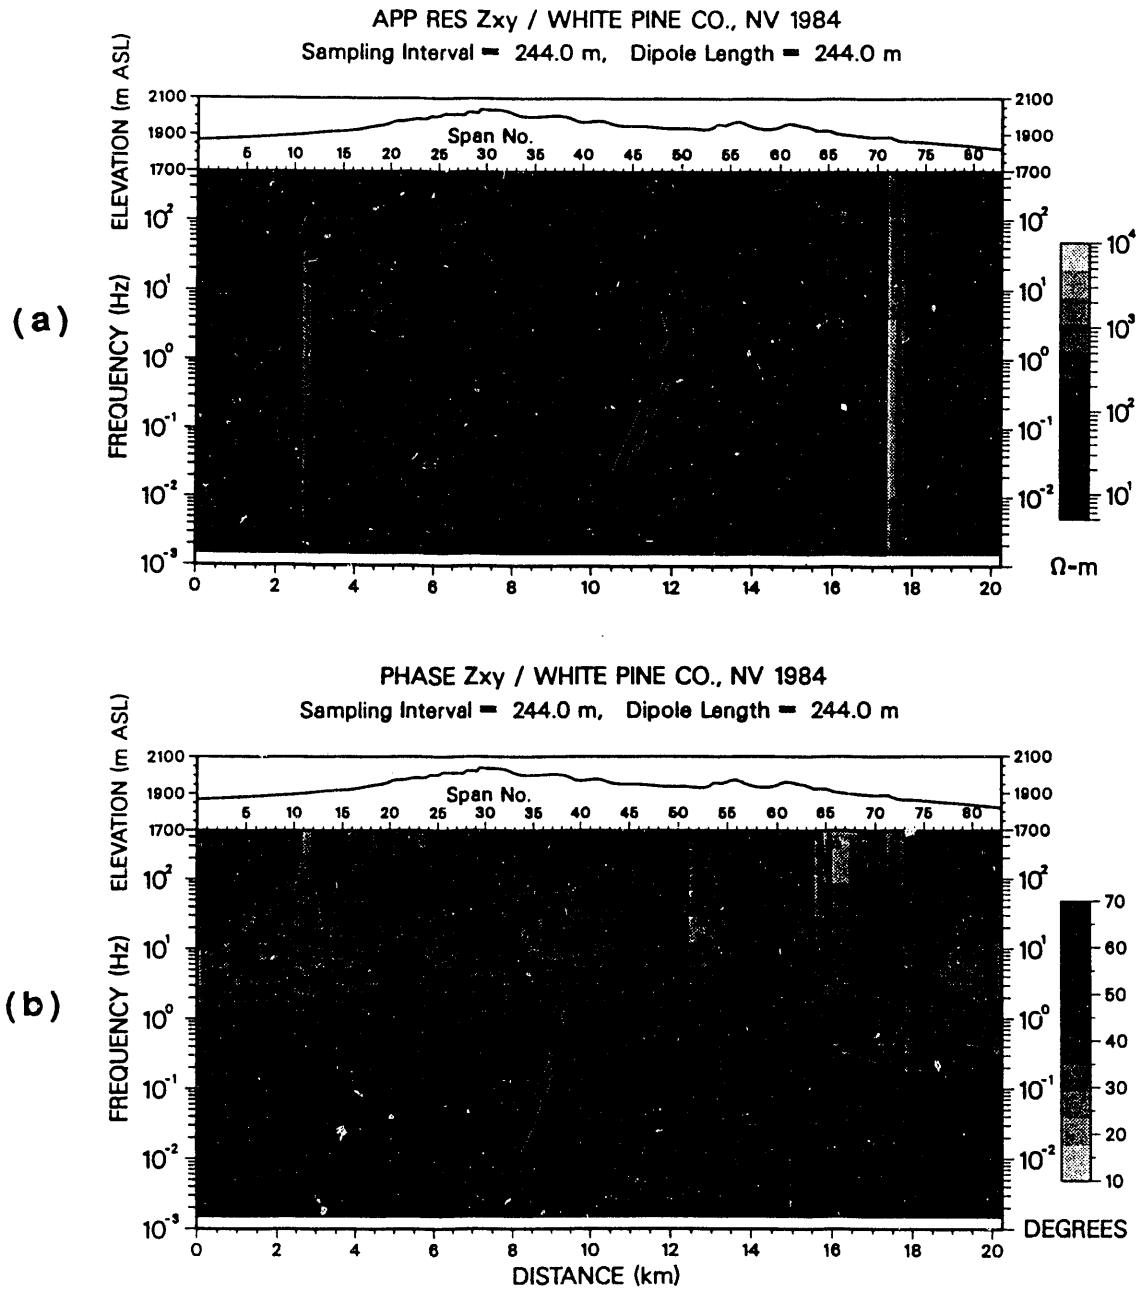 APP RES Zxy / WHITE PINE CO., NV 1984
Sampling Interval = 244.0 m, Dipole Length = 244.0 m
ELEVATION (m ASL)
2100
1900
1700
Span No.
5 10 15 20 25 30 35 40 45 50 55 60 65 70 75 80
2100
1900
1700
(a)
FREQUENCY (Hz)
10²
10¹
10⁰
10⁻¹
10⁻²
10⁻³
10²
10¹
10⁰
10⁻¹
10⁻²
10⁴
10³
10²
10¹
Ω-m
0 2 4 6 8 10 12 14 16 18 20
PHASE Zxy / WHITE PINE CO., NV 1984
Sampling Interval = 244.0 m, Dipole Length = 244.0 m
ELEVATION (m ASL)
2100
1900
1700
Span No.
5 10 15 20 25 30 35 40 45 50 55 60 65 70 75 80
2100
1900
1700
(b)
FREQUENCY (Hz)
10²
10¹
10⁰
10⁻¹
10⁻²
10⁻³
10²
10¹
10⁰
10⁻¹
10⁻²
70
60
50
40
30
20
10
DEGREES
0 2 4 6 8 10 12 14 16 18 20
DISTANCE (km)